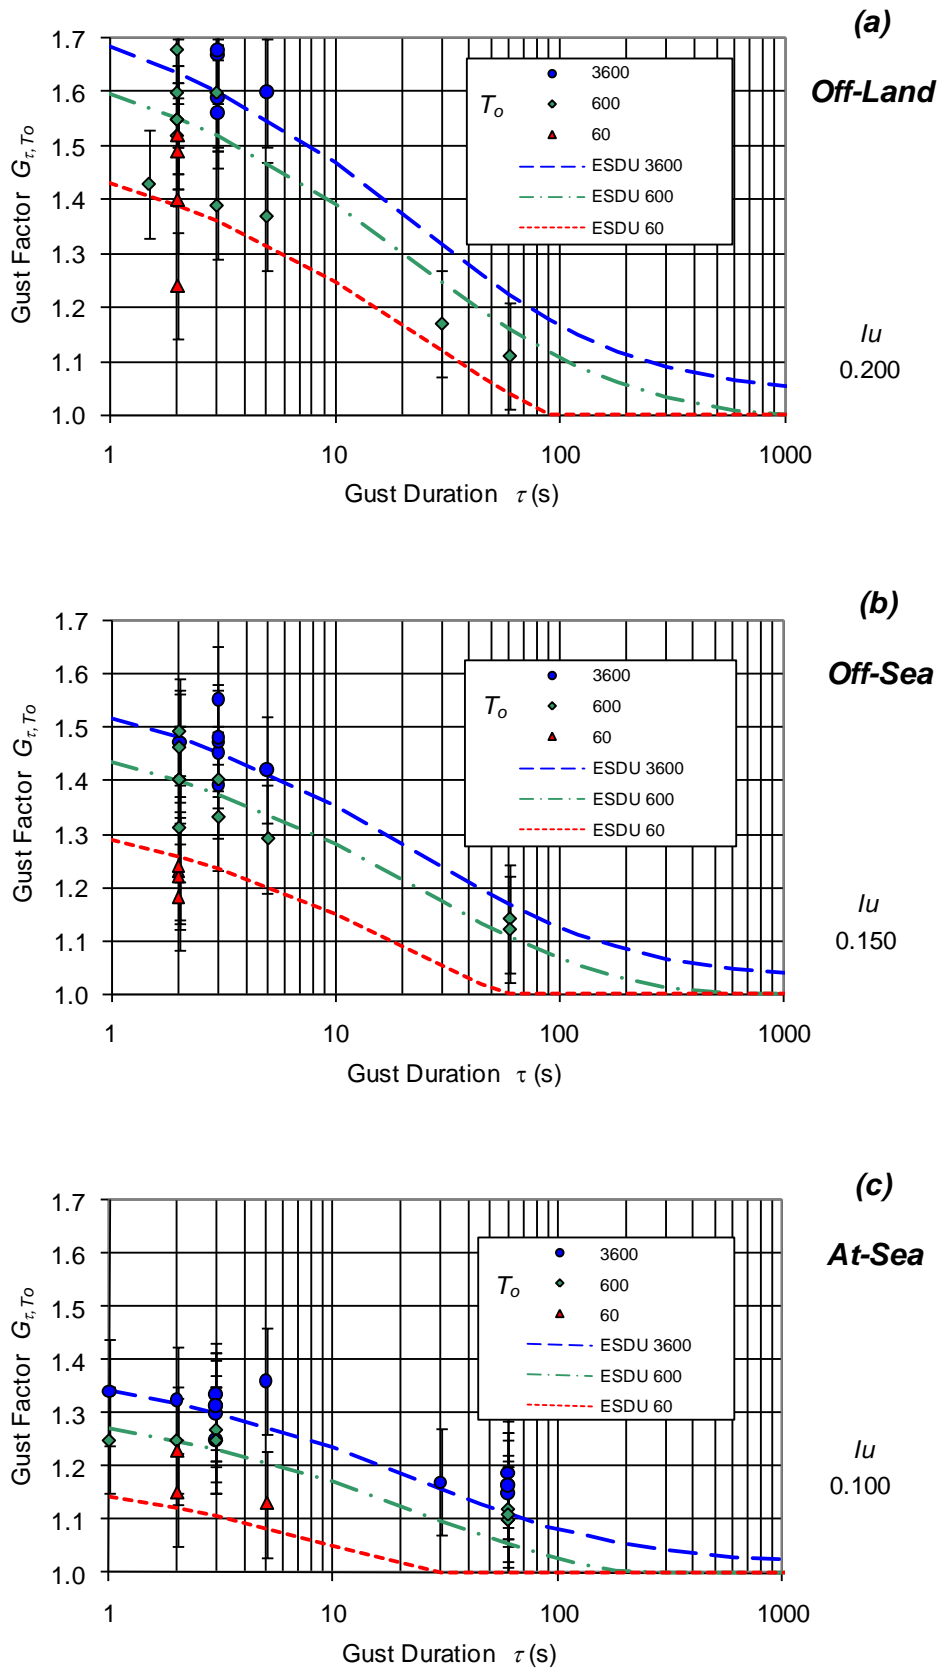 (a)
Off-Land
1.7
1.6
1.5
1.4
1.3
1.2
1.1
1.0
Gust Factor Gτ,To
To
3600
600
60
ESDU 3600
ESDU 600
ESDU 60
Iu
0.200
1 10 100 1000
Gust Duration τ (s)
(b)
Off-Sea
1.7
1.6
1.5
1.4
1.3
1.2
1.1
1.0
Gust Factor Gτ,To
To
3600
600
60
ESDU 3600
ESDU 600
ESDU 60
Iu
0.150
1 10 100 1000
Gust Duration τ (s)
(c)
At-Sea
1.7
1.6
1.5
1.4
1.3
1.2
1.1
1.0
Gust Factor Gτ,To
To
3600
600
60
ESDU 3600
ESDU 600
ESDU 60
Iu
0.100
1 10 100 1000
Gust Duration τ (s)